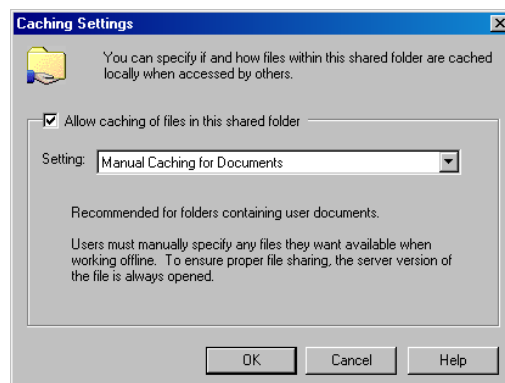 Caching Settings
You can specify if and how files within this shared folder are cached
locally when accessed by others.
Allow caching of files in this shared folder
Setting: Manual Caching for Documents
Recommended for folders containing user documents.
Users must manually specify any files they want available when
working offline. To ensure proper file sharing, the server version of
the file is always opened.
OK Cancel Help